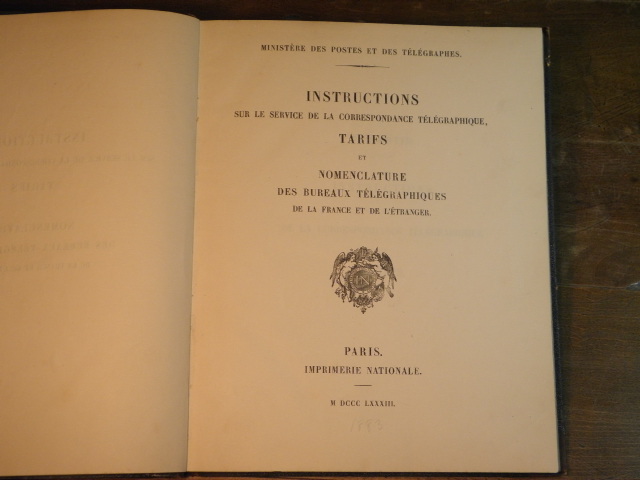 MINISTÈRE DES POSTES ET DES TÉLÉGRAPHES.
INSTRUCTIONS
SUR LE SERVICE DE LA CORRESPONDANCE TÉLÉGRAPHIQUE,
TARIFS
ET
NOMENCLATURE
DES BUREAUX TÉLÉGRAPHIQUES
DE LA FRANCE ET DE L'ÉTRANGER.
PARIS.
IMPRIMERIE NATIONALE.
M DCCC LXXXIII.
1883